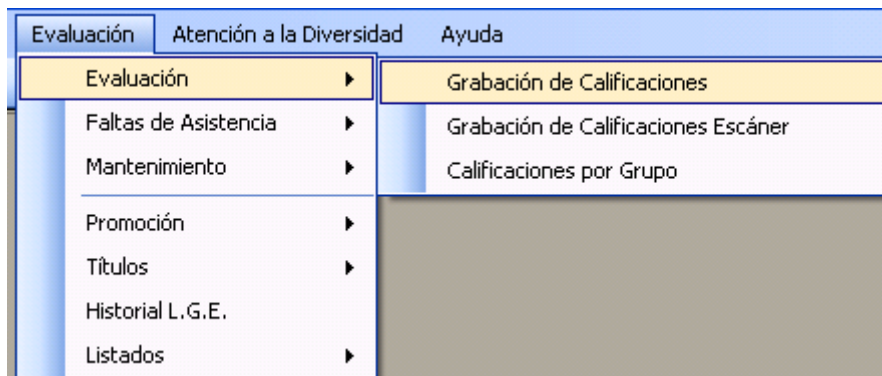 Evaluación Atención a la Diversidad Ayuda
Evaluación
Grabación de Calificaciones
Faltas de Asistencia
Grabación de Calificaciones Escáner
Mantenimiento
Calificaciones por Grupo
Promoción
Títulos
Historial L.G.E.
Listados